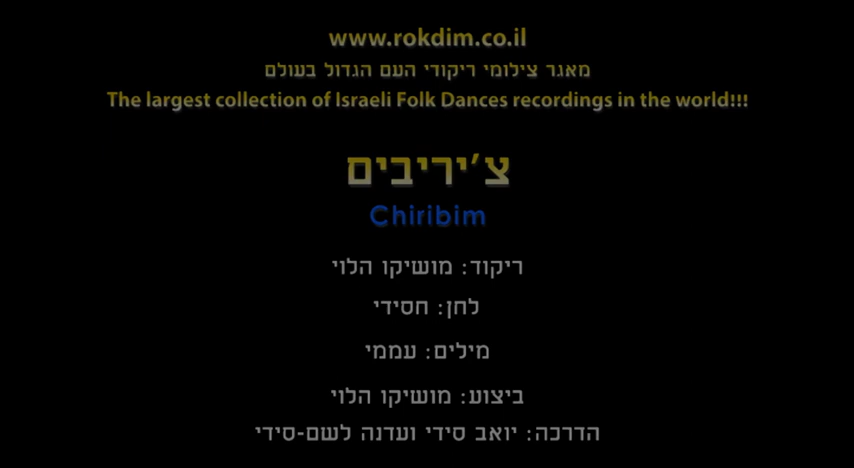 www.rokdim.co.il
מאגר צילומי ריקודי העם הגדול בעולם
The largest collection of Israeli Folk Dances recordings in the world!!!
צ'יריבים
Chiribim
ריקוד: מושיקו הלוי
לחן: חסידי
מילים: עממי
ביצוע: מושיקו הלוי
הדרכה: יואב סידי ועדנה לשם-סידי